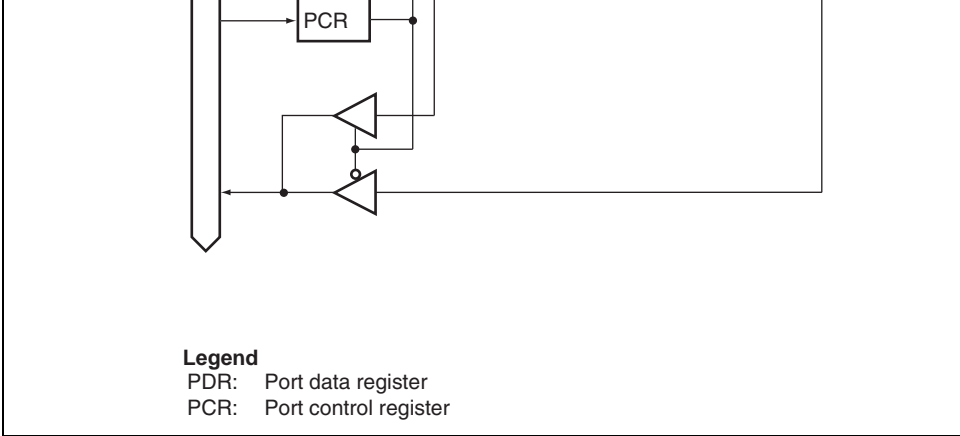 PCR
Legend
PDR: Port data register
PCR: Port control register